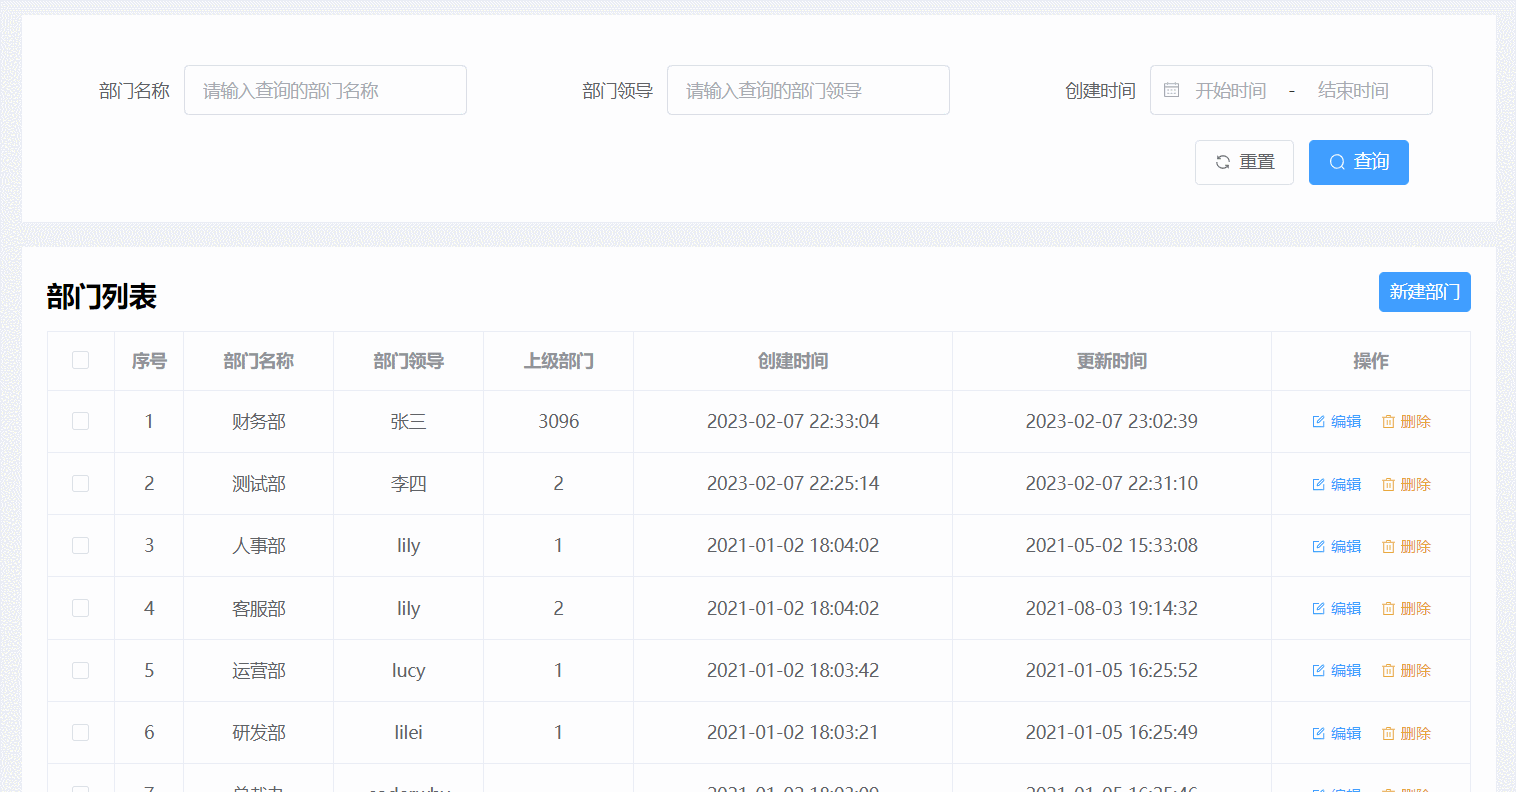 部门名称 请输入查询的部门名称 部门领导 请输入查询的部门领导 创建时间 开始时间 - 结束时间
重置 查询
部门列表 新建部门
序号 部门名称 部门领导 上级部门 创建时间 更新时间 操作
1 财务部 张三 3096 2023-02-07 22:33:04 2023-02-07 23:02:39 编辑 删除
2 测试部 李四 2 2023-02-07 22:25:14 2023-02-07 22:31:10 编辑 删除
3 人事部 lily 1 2021-01-02 18:04:02 2021-05-02 15:33:08 编辑 删除
4 客服部 lily 2 2021-01-02 18:04:02 2021-08-03 19:14:32 编辑 删除
5 运营部 lucy 1 2021-01-02 18:03:42 2021-01-05 16:25:52 编辑 删除
6 研发部 lilei 1 2021-01-02 18:03:21 2021-01-05 16:25:49 编辑 删除